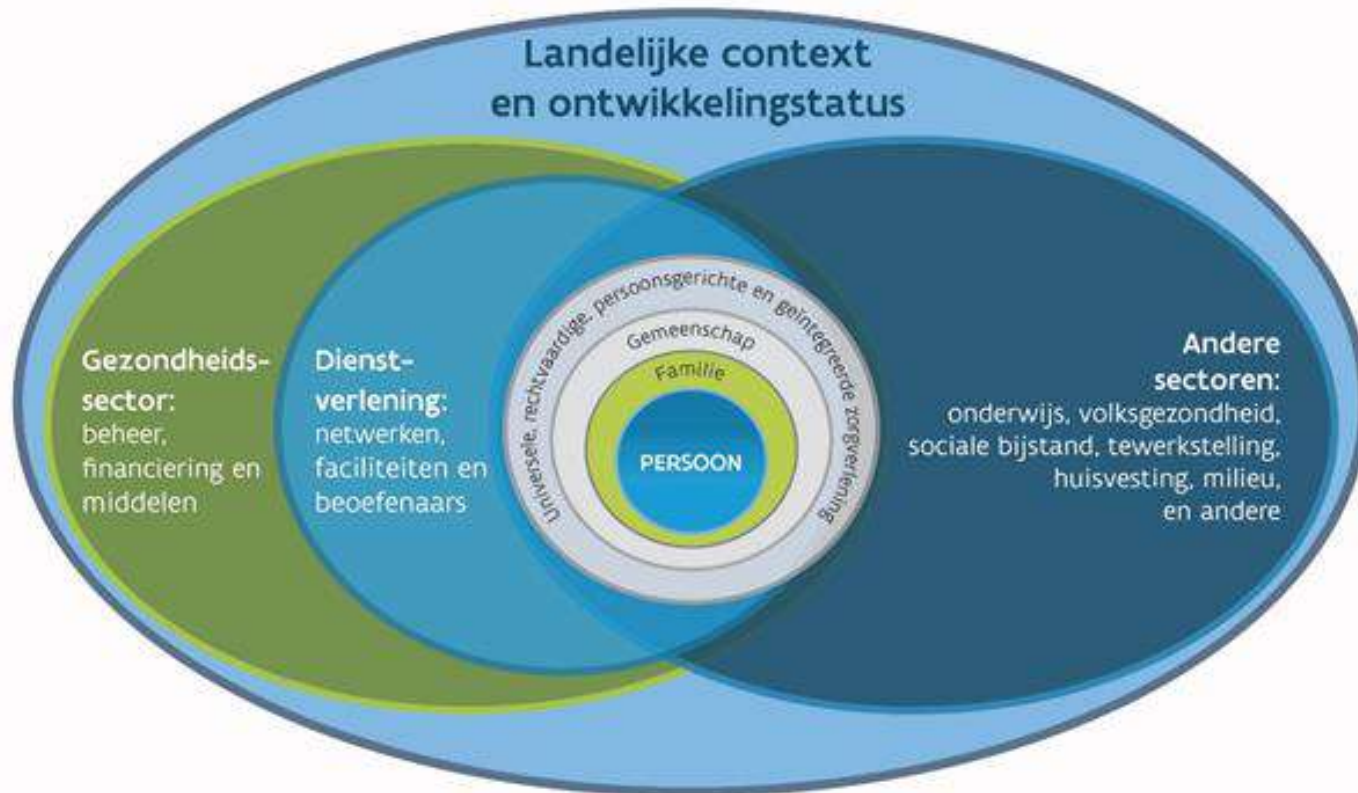 Landelijke context
en ontwikkelingstatus
Gezondheids-
sector:
beheer,
financiering en
middelen
Dienst-
verlening:
netwerken,
faciliteiten en
beoefenaars
Universele, rechtvaardige, persoonsgerichte en geïntegreerde zorgverlening
Gemeenschap
Familie
PERSOON
Andere
sectoren:
onderwijs, volksgezondheid,
sociale bijstand, tewerkstelling,
huisvesting, milieu,
en andere